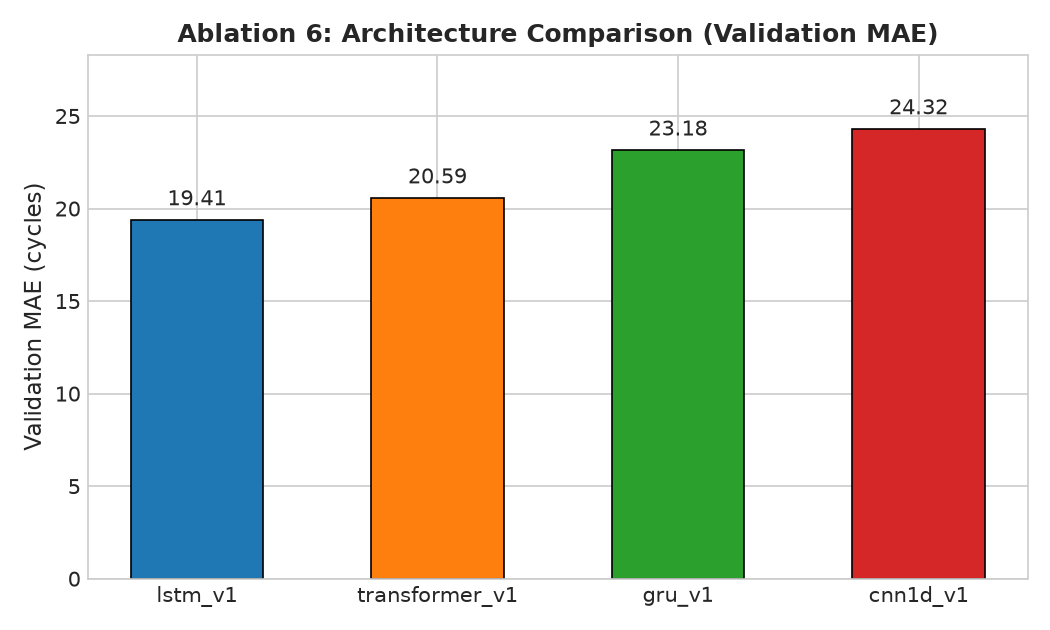 Ablation 6: Architecture Comparison (Validation MAE)
Validation MAE (cycles)
25
20
15
10
5
0
19.41
20.59
23.18
24.32
lstm_v1
transformer_v1
gru_v1
cnn1d_v1